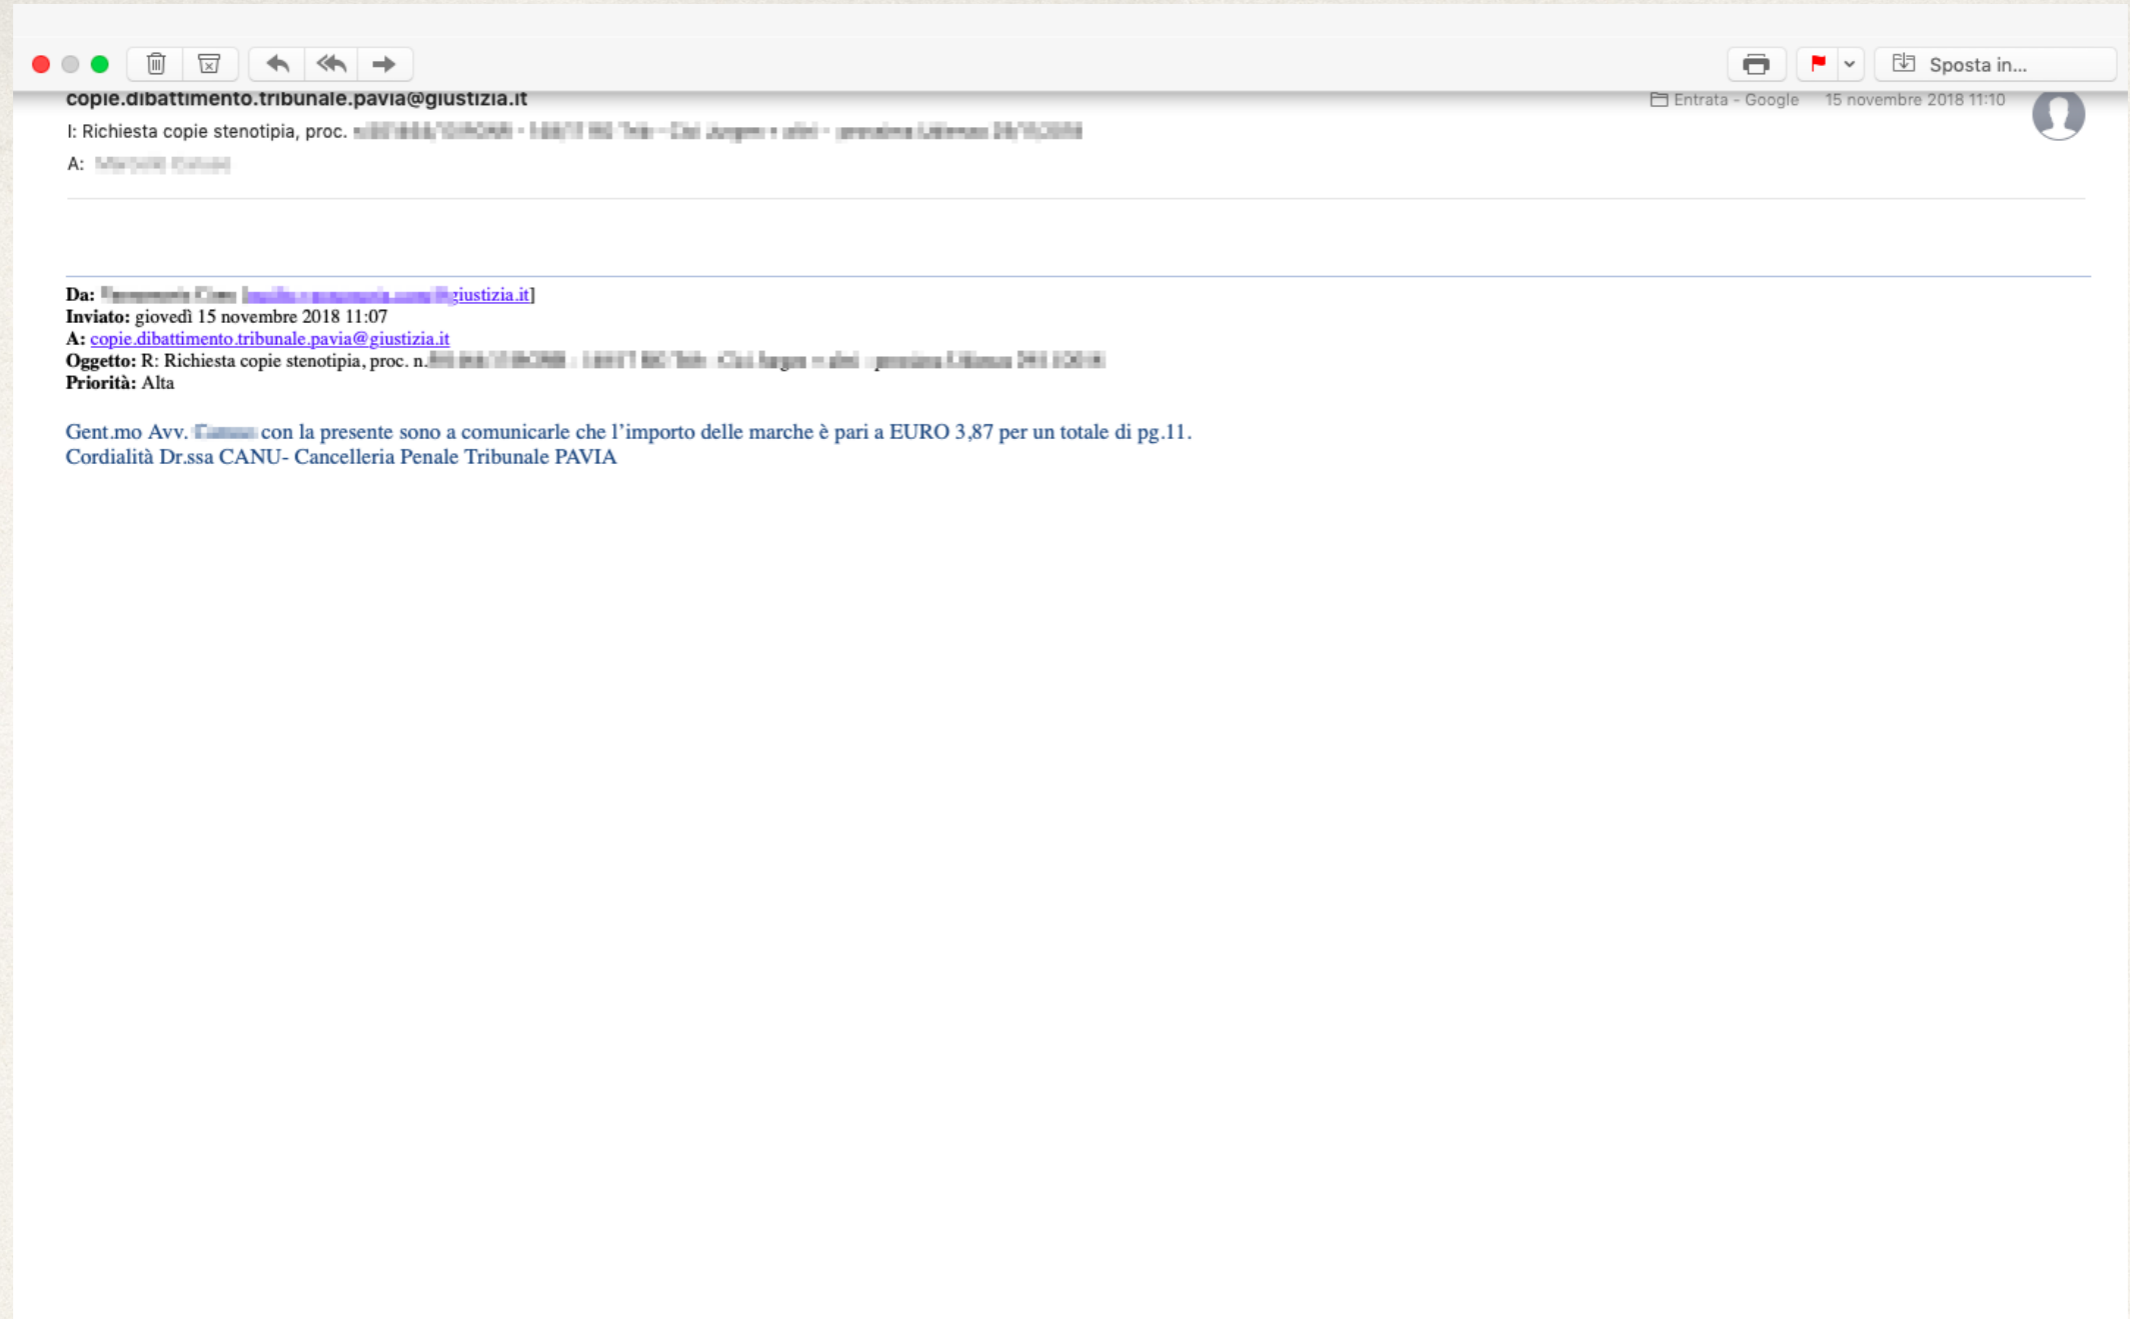 Sposta in...
copie.dibattimento.tribunale.pavia@giustizia.it
Entrata - Google 15 novembre 2018 11:10
I: Richiesta copie stenotipia, proc.
A:
Da: giustizia.it]
Inviato: giovedì 15 novembre 2018 11:07
A: copie.dibattimento.tribunale.pavia@giustizia.it
Oggetto: R: Richiesta copie stenotipia, proc. n.
Priorità: Alta
Gent.mo Avv. con la presente sono a comunicarle che l'importo delle marche è pari a EURO 3,87 per un totale di pg.11.
Cordialità Dr.ssa CANU- Cancelleria Penale Tribunale PAVIA